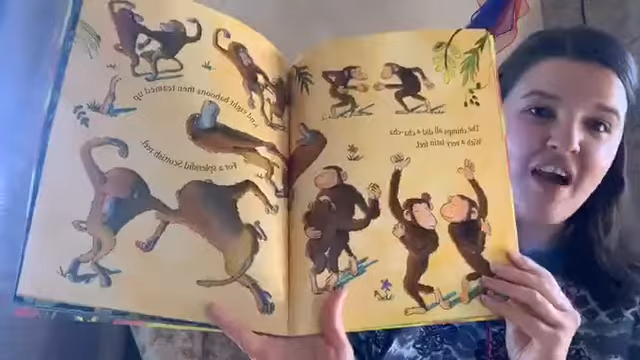 The chimps all did a cha-cha
With a very latin feel,
And eight baboons then teamed up
For a splendid Scottish reel.